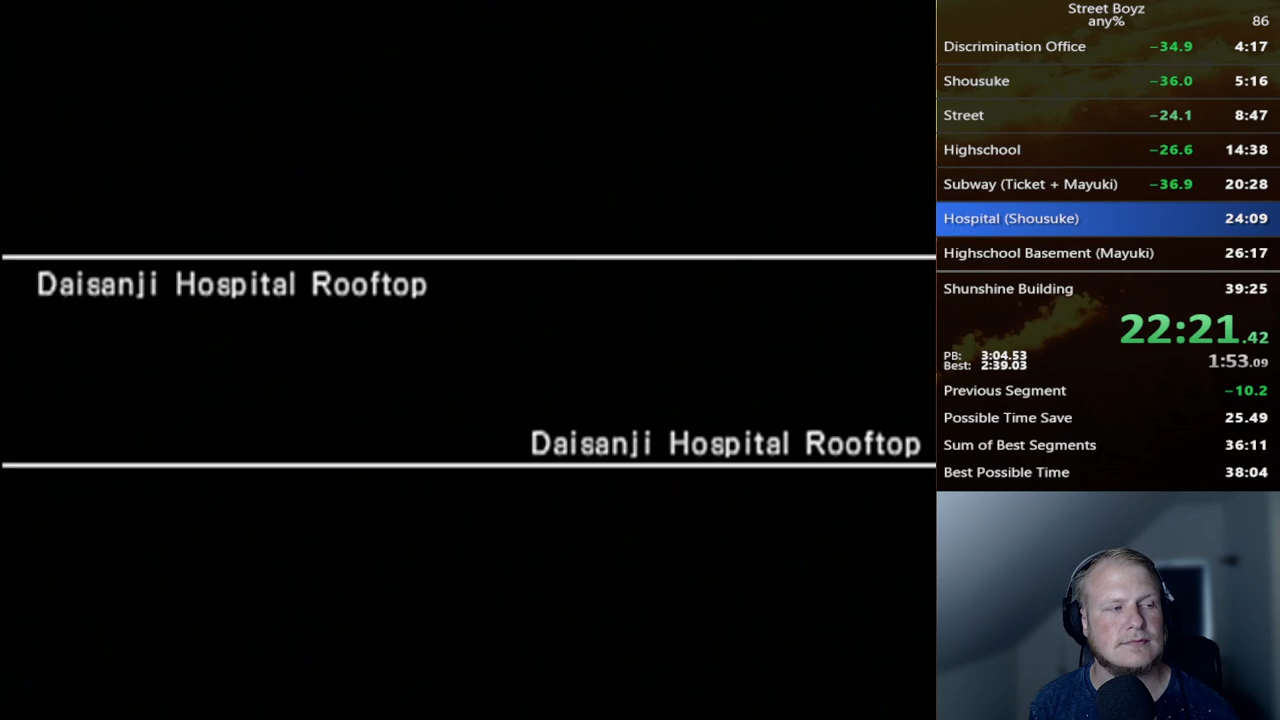 Street Boyz
any%
86
Discrimination Office -34.9 4:17
Shousuke -36.0 5:16
Street -24.1 8:47
Highschool -26.6 14:38
Subway (Ticket + Mayuki) -36.9 20:28
Hospital (Shousuke) 24:09
Highschool Basement (Mayuki) 26:17
Shunshine Building 39:25
22:21.42
PB: 3:04.53
Best: 2:39.03
1:53.09
Previous Segment -10.2
Possible Time Save 25.49
Sum of Best Segments 36:11
Best Possible Time 38:04
Daisanji Hospital Rooftop
Daisanji Hospital Rooftop